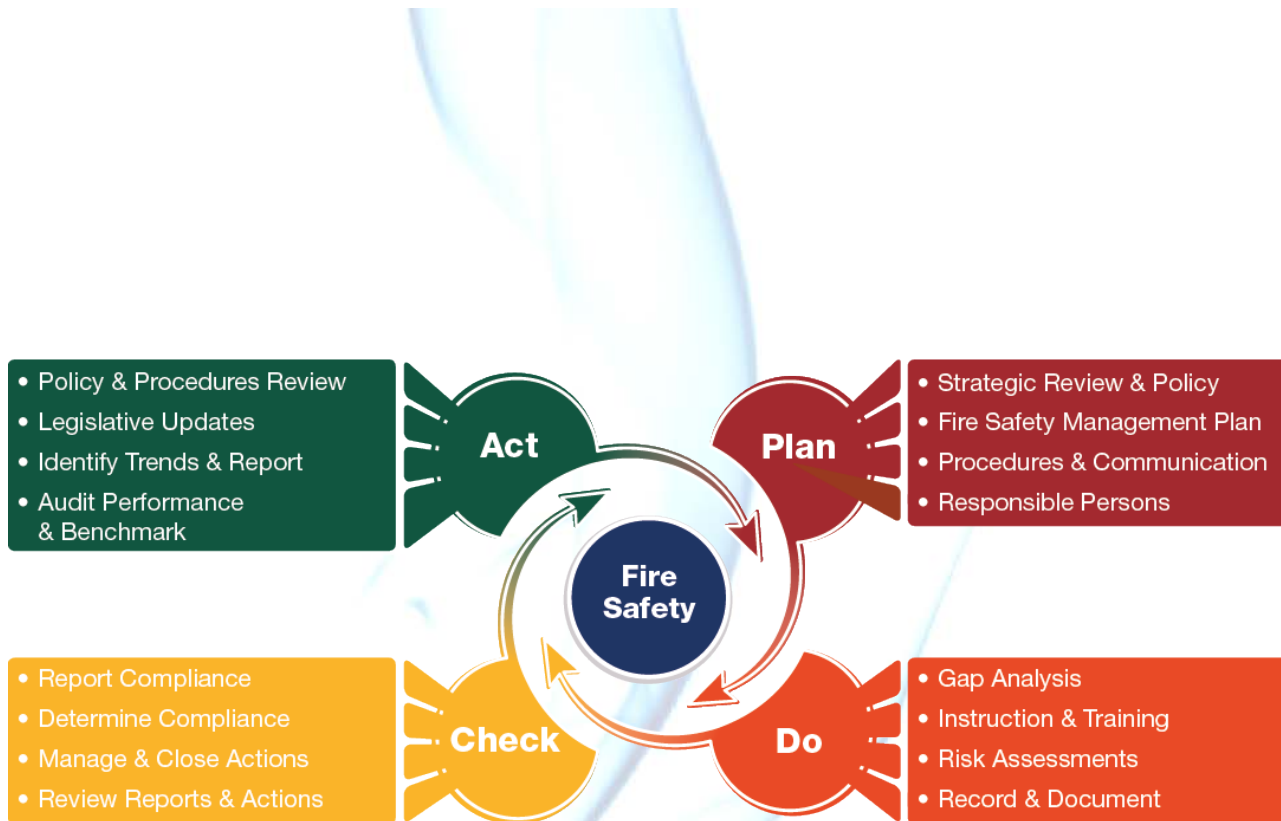 • Policy & Procedures Review
• Legislative Updates
• Identify Trends & Report
• Audit Performance
& Benchmark
Act
Plan
• Strategic Review & Policy
• Fire Safety Management Plan
• Procedures & Communication
• Responsible Persons
Fire
Safety
• Report Compliance
• Determine Compliance
• Manage & Close Actions
• Review Reports & Actions
Check
Do
• Gap Analysis
• Instruction & Training
• Risk Assessments
• Record & Document